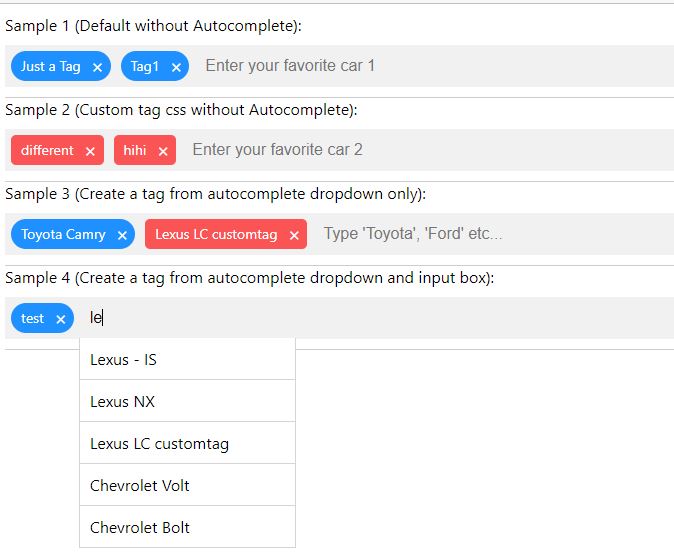 Sample 1 (Default without Autocomplete):
Just a Tag × Tag1 × Enter your favorite car 1
Sample 2 (Custom tag css without Autocomplete):
different × hihi × Enter your favorite car 2
Sample 3 (Create a tag from autocomplete dropdown only):
Toyota Camry × Lexus LC customtag × Type 'Toyota', 'Ford' etc...
Sample 4 (Create a tag from autocomplete dropdown and input box):
test × le
Lexus - IS
Lexus NX
Lexus LC customtag
Chevrolet Volt
Chevrolet Bolt